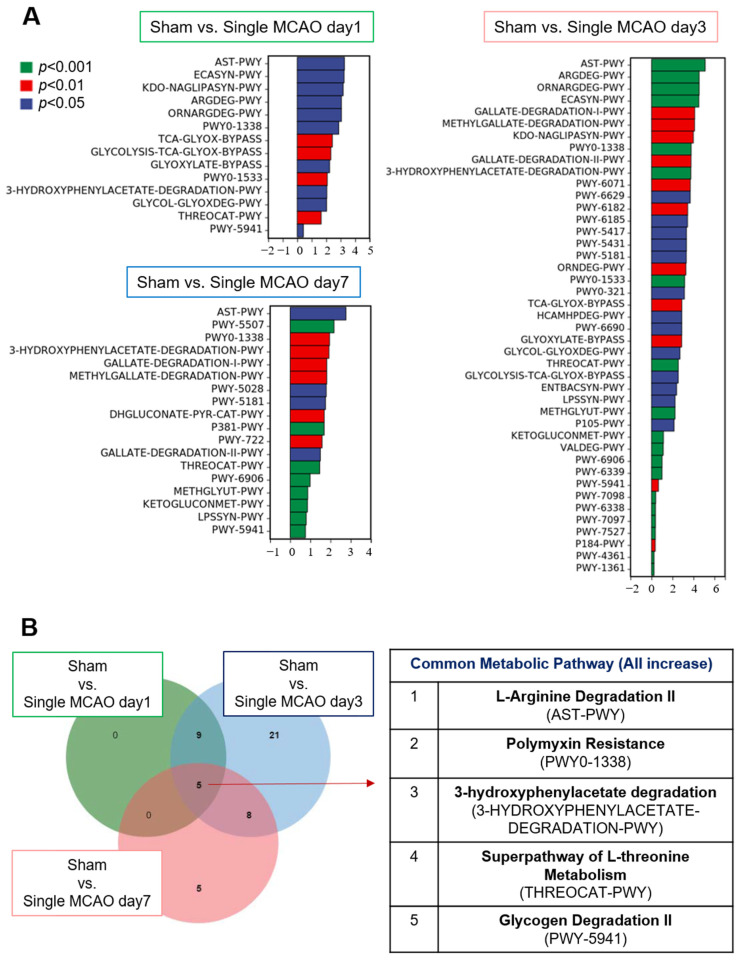 A
Sham vs. Single MCAO day1
p<0.001
p<0.01
p<0.05
AST-PWY
ECASYN-PWY
KDO-NAGLIPASYN-PWY
ARGDEG-PWY
ORNARGDEG-PWY
PWY0-1338
TCA-GLYOX-BYPASS
GLYCOLYSIS-TCA-GLYOX-BYPASS
GLYOXYLATE-BYPASS
PWY0-1533
3-HYDROXYPHENYLACETATE-DEGRADATION-PWY
GLYCOL-GLYOXDEG-PWY
THREOCAT-PWY
PWY-5941
−2 −1 0 1 2 3 4 5
Sham vs. Single MCAO day3
AST-PWY
ARGDEG-PWY
ORNARGDEG-PWY
ECASYN-PWY
GALLATE-DEGRADATION-I-PWY
METHYLGALLATE-DEGRADATION-PWY
KDO-NAGLIPASYN-PWY
PWY0-1338
GALLATE-DEGRADATION-II-PWY
3-HYDROXYPHENYLACETATE-DEGRADATION-PWY
PWY-6071
PWY-6629
PWY-6182
PWY-6185
PWY-5417
PWY-5431
PWY-5181
ORNDEG-PWY
PWY0-1533
PWY0-321
TCA-GLYOX-BYPASS
HCAMHPDEG-PWY
PWY-6690
GLYOXYLATE-BYPASS
GLYCOL-GLYOXDEG-PWY
THREOCAT-PWY
GLYCOLYSIS-TCA-GLYOX-BYPASS
ENTBACSYN-PWY
LPSSYN-PWY
METHGLYUT-PWY
P105-PWY
KETOGLUCONMET-PWY
VALDEG-PWY
PWY-6906
PWY-6339
PWY-5941
PWY-7098
PWY-6338
PWY-7097
PWY-7527
P184-PWY
PWY-4361
PWY-1361
−2 0 2 4 6
Sham vs. Single MCAO day7
AST-PWY
PWY-5507
PWY0-1338
3-HYDROXYPHENYLACETATE-DEGRADATION-PWY
GALLATE-DEGRADATION-I-PWY
METHYLGALLATE-DEGRADATION-PWY
PWY-5028
PWY-5181
DHGLUCONATE-PYR-CAT-PWY
P381-PWY
PWY-722
GALLATE-DEGRADATION-II-PWY
THREOCAT-PWY
PWY-6906
METHGLYUT-PWY
KETOGLUCONMET-PWY
LPSSYN-PWY
PWY-5941
−1 0 1 2 3 4
B
Sham
vs.
Single MCAO day1
Sham
vs.
Single MCAO day3
0
9
21
5
0
8
5
Sham
vs.
Single MCAO day7
Common Metabolic Pathway (All increase)
1 L-Arginine Degradation II
(AST-PWY)
2 Polymyxin Resistance
(PWY0-1338)
3 3-hydroxyphenylacetate degradation
(3-HYDROXYPHENYLACETATE-
DEGRADATION-PWY)
4 Superpathway of L-threonine
Metabolism
(THREOCAT-PWY)
5 Glycogen Degradation II
(PWY-5941)